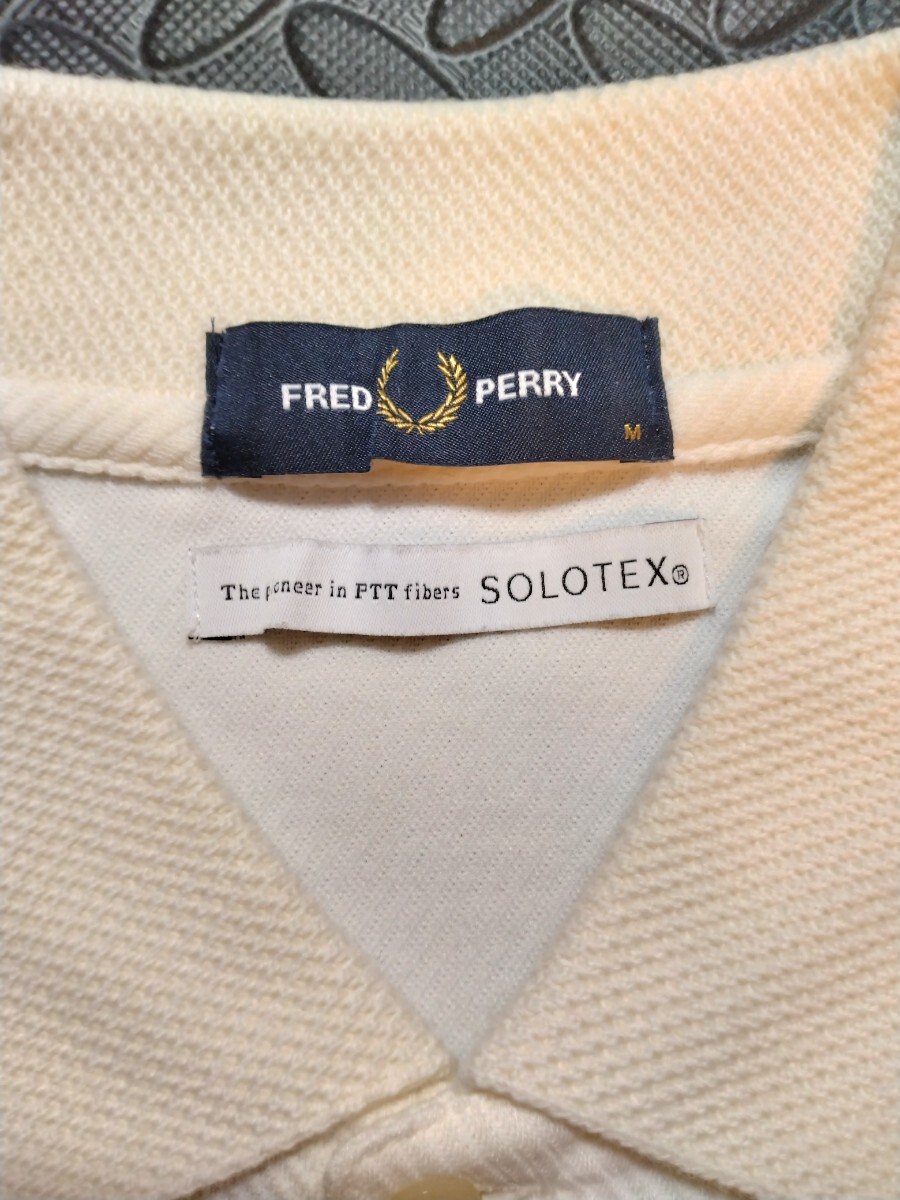 FRED PERRY
M
The pioneer in PTT fibers SOLOTEX®